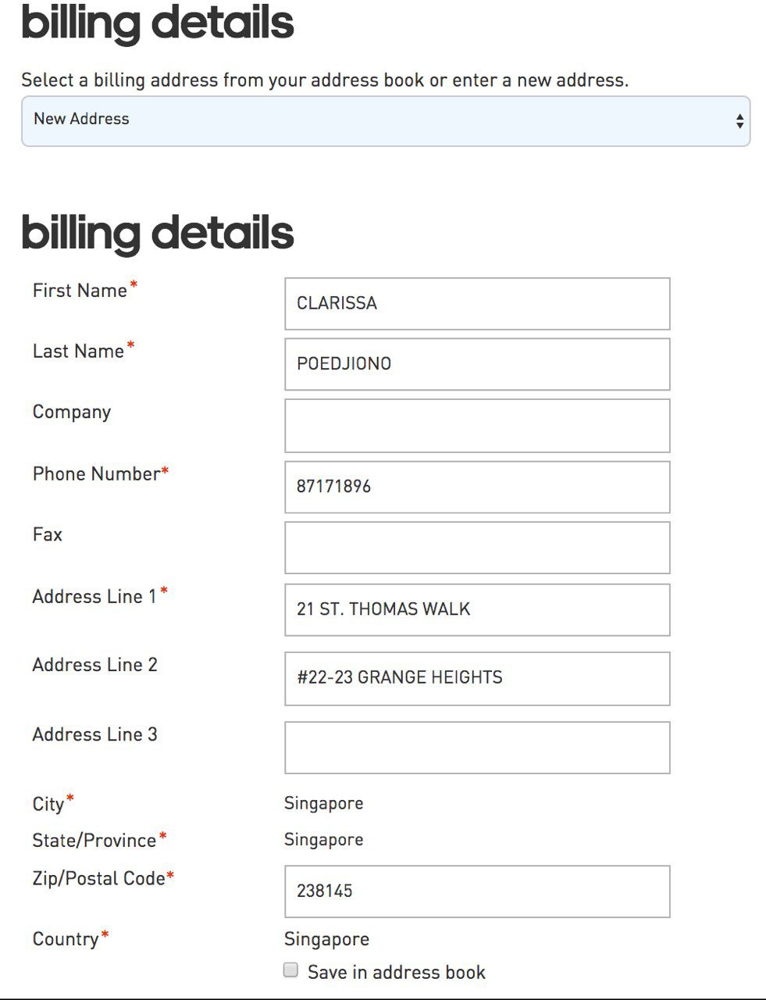 billing details
Select a billing address from your address book or enter a new address.
New Address
billing details
First Name* CLARISSA
Last Name* POEDJIONO
Company
Phone Number* 87171896
Fax
Address Line 1* 21 ST. THOMAS WALK
Address Line 2 #22-23 GRANGE HEIGHTS
Address Line 3
City* Singapore
State/Province* Singapore
Zip/Postal Code* 238145
Country* Singapore
Save in address book